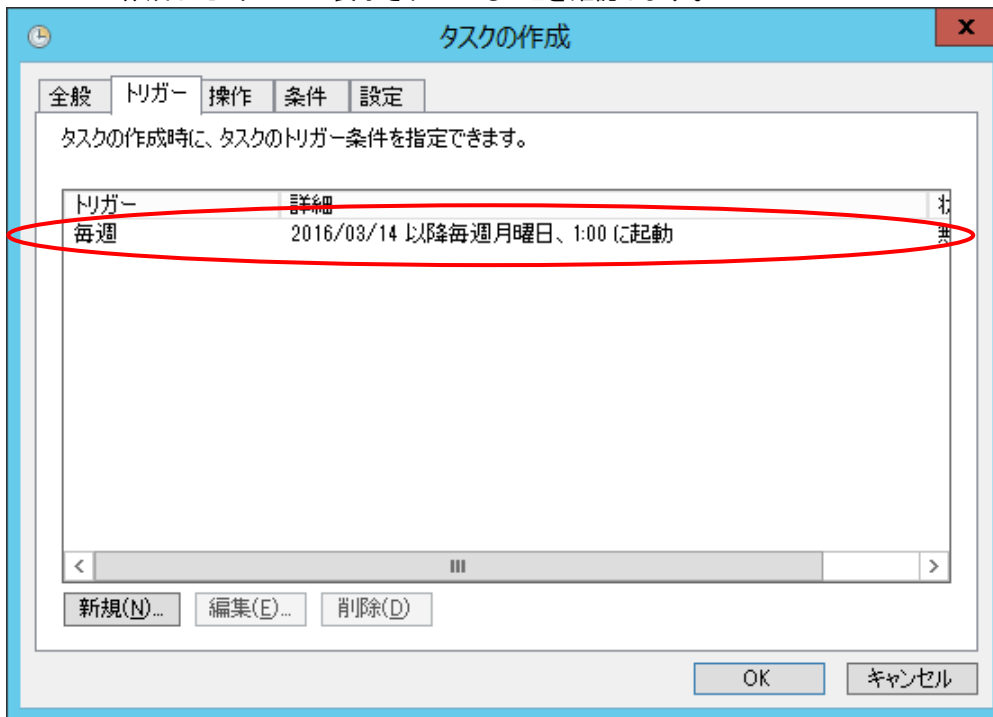 タスクの作成
全般 トリガー 操作 条件 設定
タスクの作成時に、タスクのトリガー条件を指定できます。
トリガー 詳細
毎週 2016/03/14 以降毎週月曜日、1:00 に起動
新規(N)... 編集(E)... 削除(D)
OK キャンセル